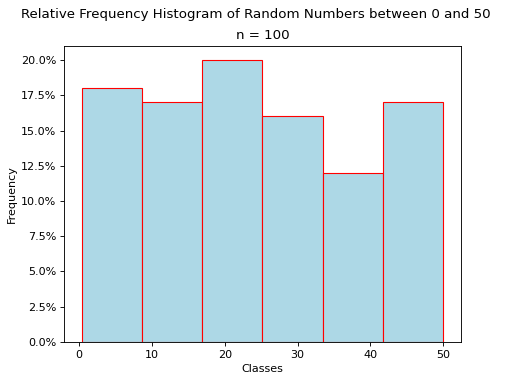 Relative Frequency Histogram of Random Numbers between 0 and 50
n = 100
20.0%
17.5%
15.0%
12.5%
10.0%
7.5%
5.0%
2.5%
0.0%
Frequency
0 10 20 30 40 50
Classes